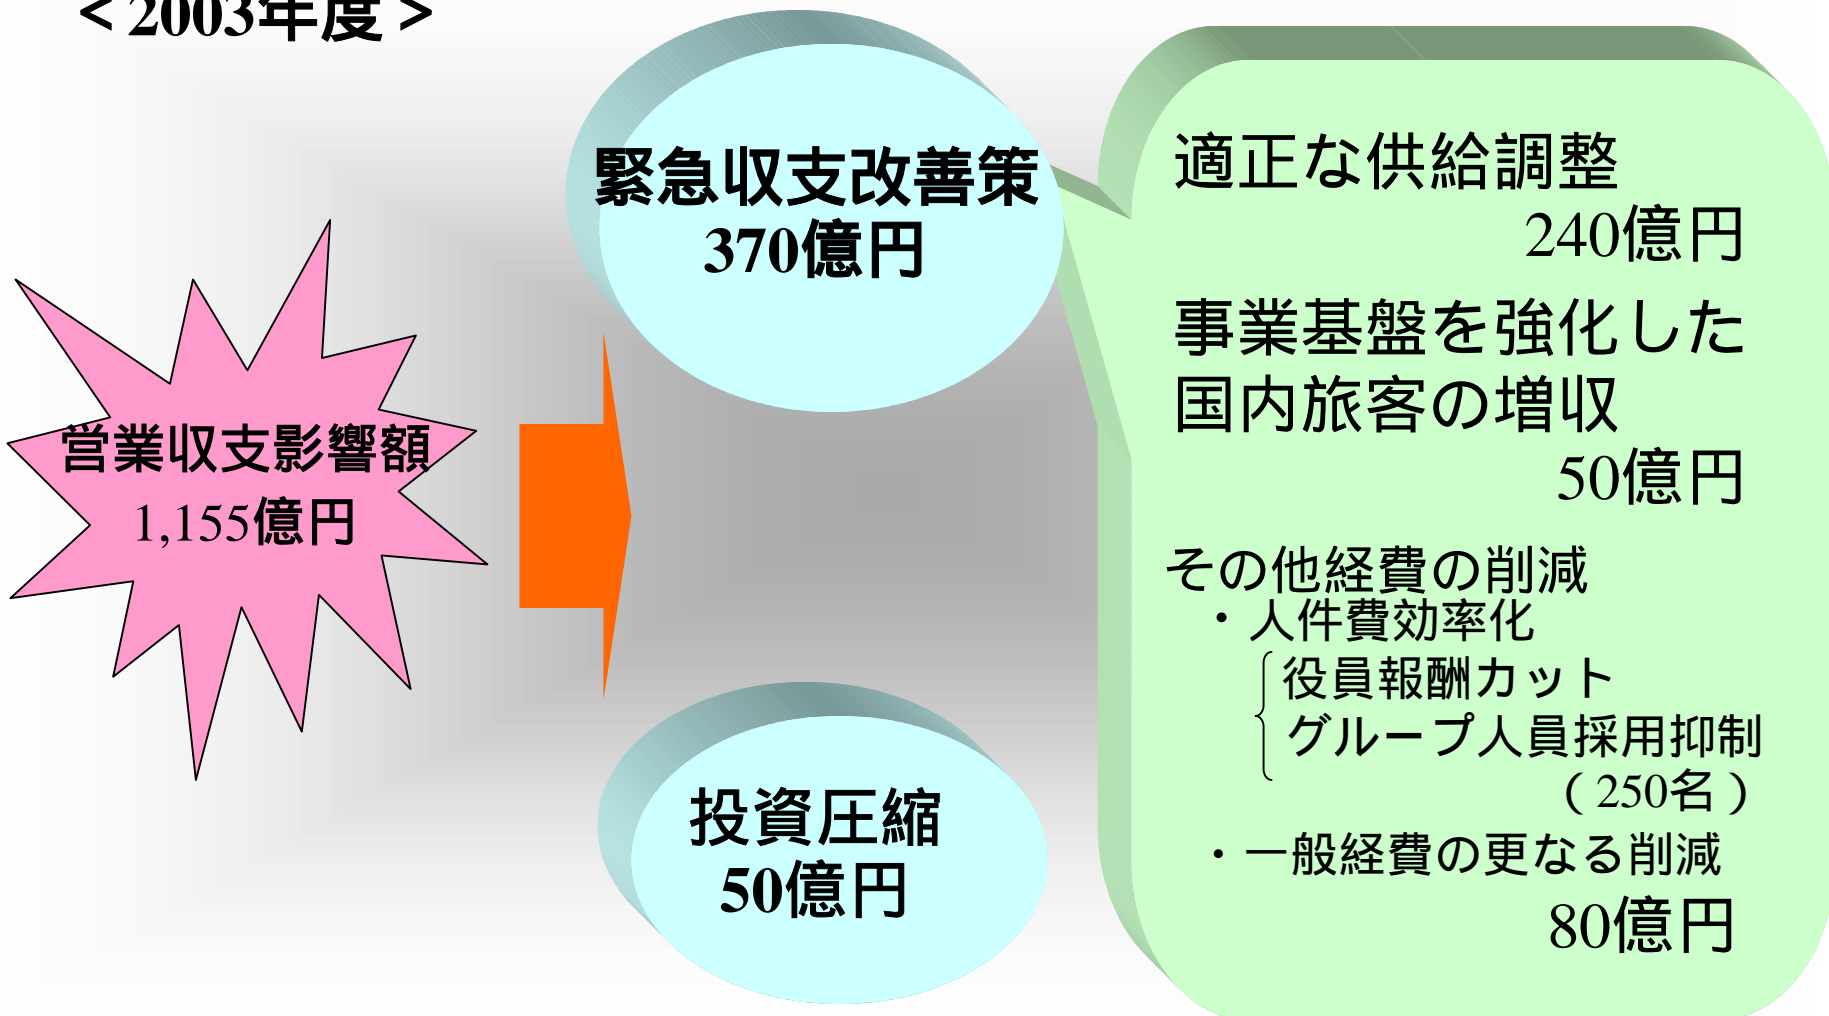 ＜2003年度＞
緊急収支改善策
370億円
営業収支影響額
1,155億円
投資圧縮
50億円
適正な供給調整
240億円
事業基盤を強化した
国内旅客の増収
50億円
その他経費の削減
・人件費効率化
役員報酬カット
グループ人員採用抑制
（250名）
・一般経費の更なる削減
80億円